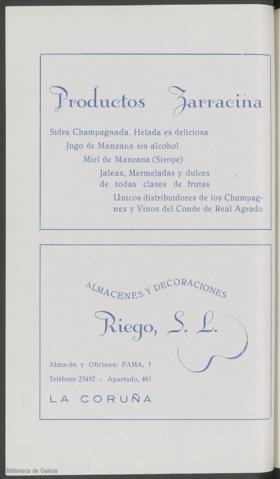 Productos Zarracina
Sidra Champagnada. Helada es deliciosa
Jugo de Manzana sin alcohol
Miel de Manzana (Sirope)
Jaleas, Mermeladas y dulces
de todas clases de frutas
Unicos distribuidores de los Champag-
nes y Vinos del Conde de Real Agrado
ALMACENES Y DECORACIONES
Riego, S. L.
Almacén y Oficinas: FAMA, 1
Teléfono 25492 - Apartado, 461
LA CORUÑA
Biblioteca de Galicia